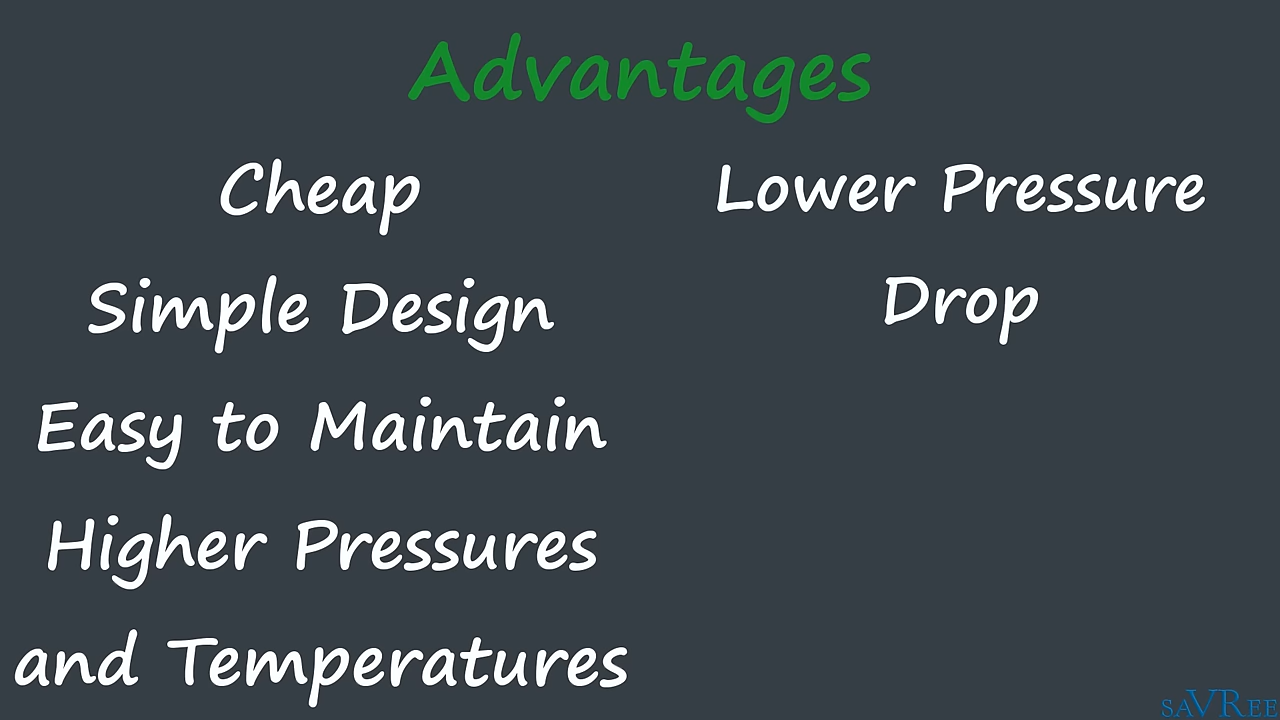 Advantages
Cheap
Simple Design
Easy to Maintain
Higher Pressures
and Temperatures
Lower Pressure
Drop
saVRee